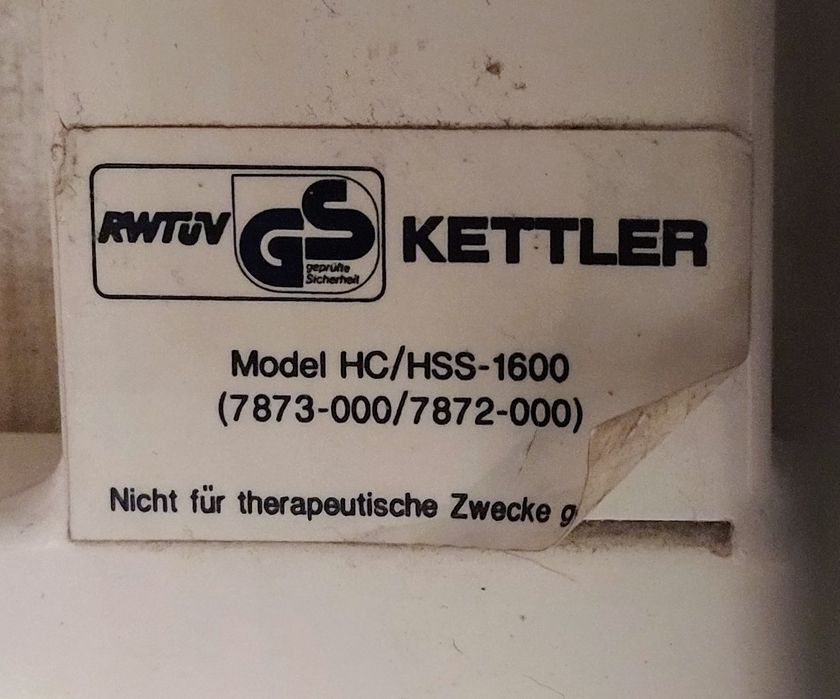 RWTÜV
GS
geprüfte
Sicherheit
KETTLER
Model HC/HSS-1600
(7873-000/7872-000)
Nicht für therapeutische Zwecke